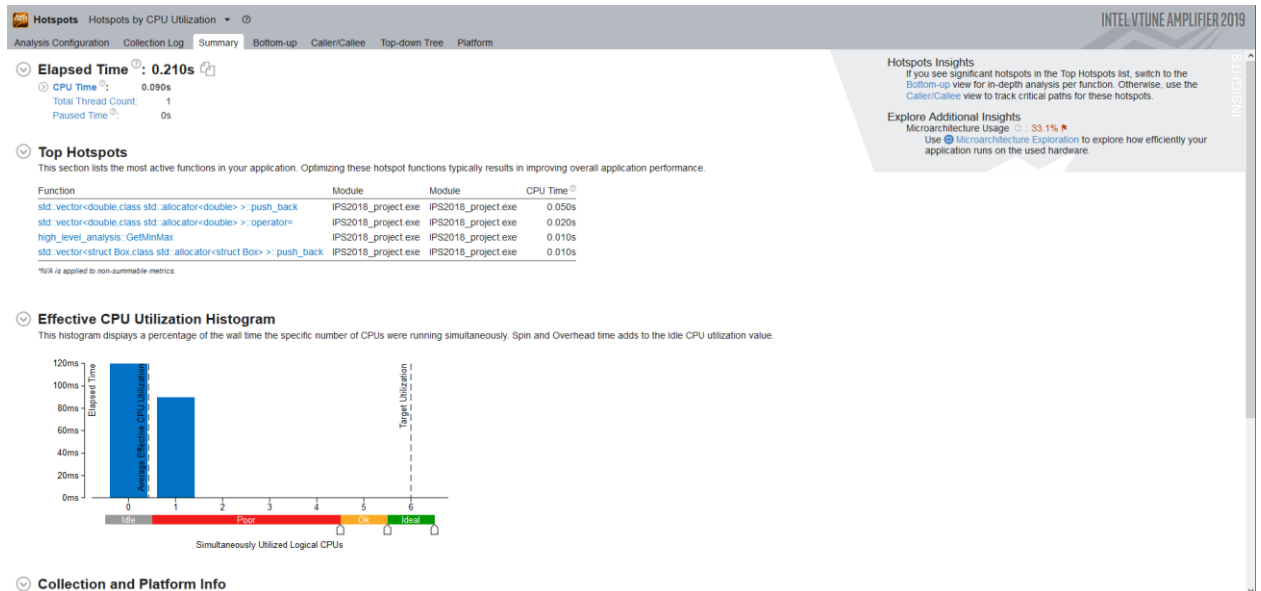 Hotspots Hotspots by CPU Utilization
INTEL VTUNE AMPLIFIER 2019
Analysis Configuration Collection Log Summary Bottom-up Caller/Callee Top-down Tree Platform
Elapsed Time: 0.210s
CPU Time: 0.090s
Total Thread Count: 1
Paused Time: 0s
Hotspots Insights
If you see significant hotspots in the Top Hotspots list, switch to the
Bottom-up view for in-depth analysis per function. Otherwise, use the
Caller/Callee view to track critical paths for these hotspots.
Explore Additional Insights
Microarchitecture Usage: 33.1%
Use Microarchitecture Exploration to explore how efficiently your
application runs on the used hardware.
INSIGHTS
Top Hotspots
This section lists the most active functions in your application. Optimizing these hotspot functions typically results in improving overall application performance.
Function Module Module CPU Time
std::vector<double,class std::allocator<double> >::push_back IPS2018_project.exe IPS2018_project.exe 0.050s
std::vector<double,class std::allocator<double> >::operator= IPS2018_project.exe IPS2018_project.exe 0.020s
high_level_analysis::GetMinMax IPS2018_project.exe IPS2018_project.exe 0.010s
std::vector<struct Box,class std::allocator<struct Box> >::push_back IPS2018_project.exe IPS2018_project.exe 0.010s
*N/A is applied to non-summable metrics.
Effective CPU Utilization Histogram
This histogram displays a percentage of the wall time the specific number of CPUs were running simultaneously. Spin and Overhead time adds to the Idle CPU utilization value.
120ms
100ms
80ms
60ms
40ms
20ms
0ms
Elapsed Time
Average Effective CPU Utilization
Target Utilization
0 1 2 3 4 5 6
Idle Poor Ok Ideal
Simultaneously Utilized Logical CPUs
Collection and Platform Info